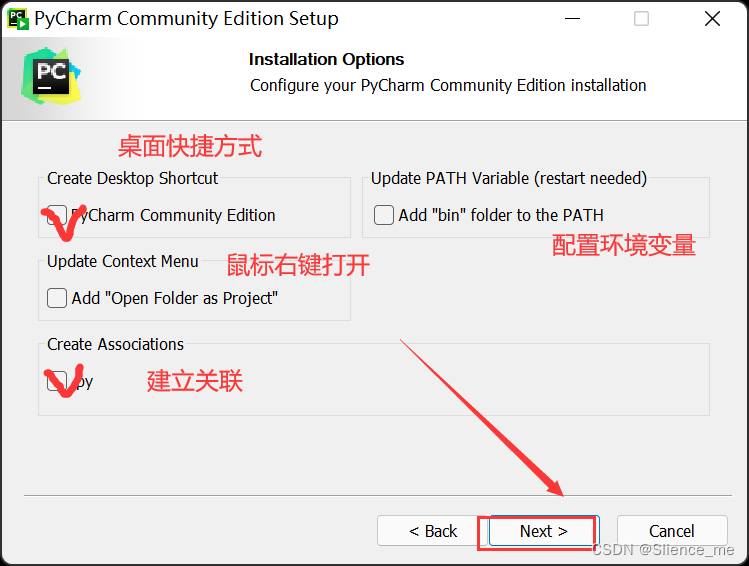 PyCharm Community Edition Setup
PC
Installation Options
Configure your PyCharm Community Edition installation
桌面快捷方式
Create Desktop Shortcut
PyCharm Community Edition
Update PATH Variable (restart needed)
Add "bin" folder to the PATH
配置环境变量
Update Context Menu
鼠标右键打开
Add "Open Folder as Project"
Create Associations
.py
建立关联
< Back
Next >
Cancel
CSDN @Slience_me